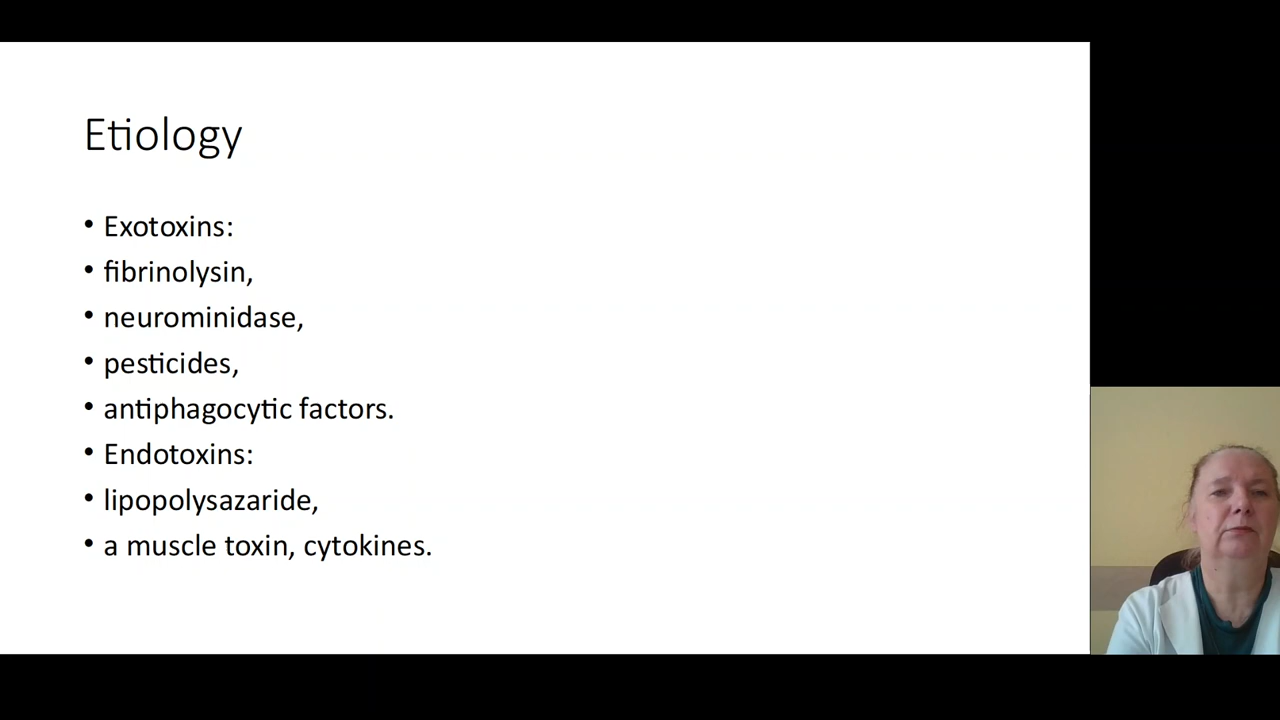 Etiology
• Exotoxins:
• fibrinolysin,
• neurominidase,
• pesticides,
• antiphagocytic factors.
• Endotoxins:
• lipopolysazaride,
• a muscle toxin, cytokines.